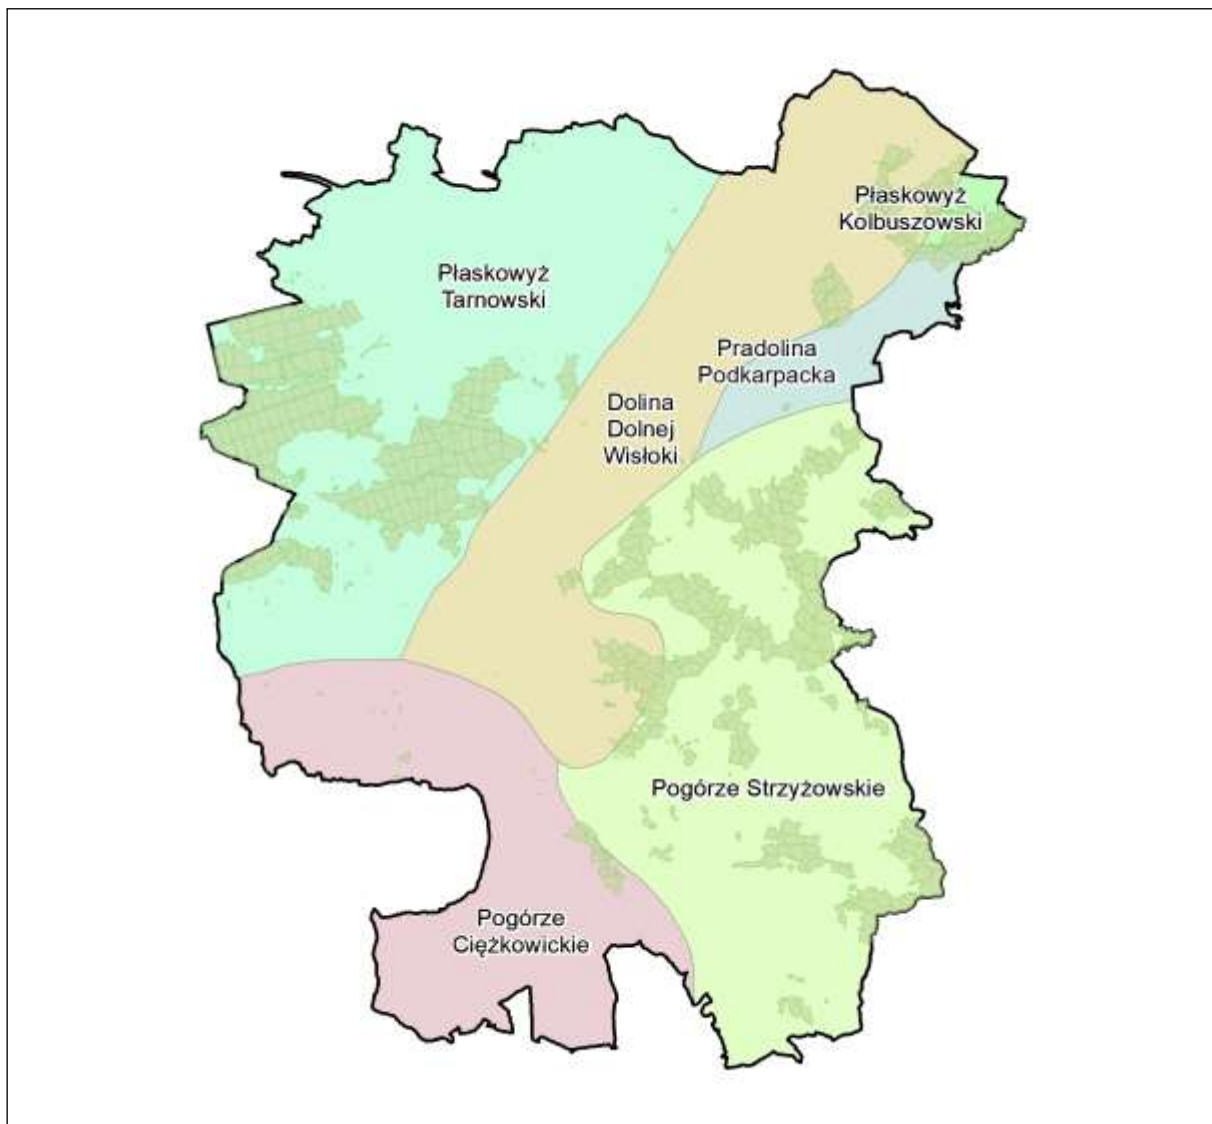 Płaskowyż
Kolbuszowski
Płaskowyż
Tarnowski
Pradolina
Podkarpacka
Dolina
Dolnej
Wisłoki
Pogórze Strzyżowskie
Pogórze
Ciężkowickie